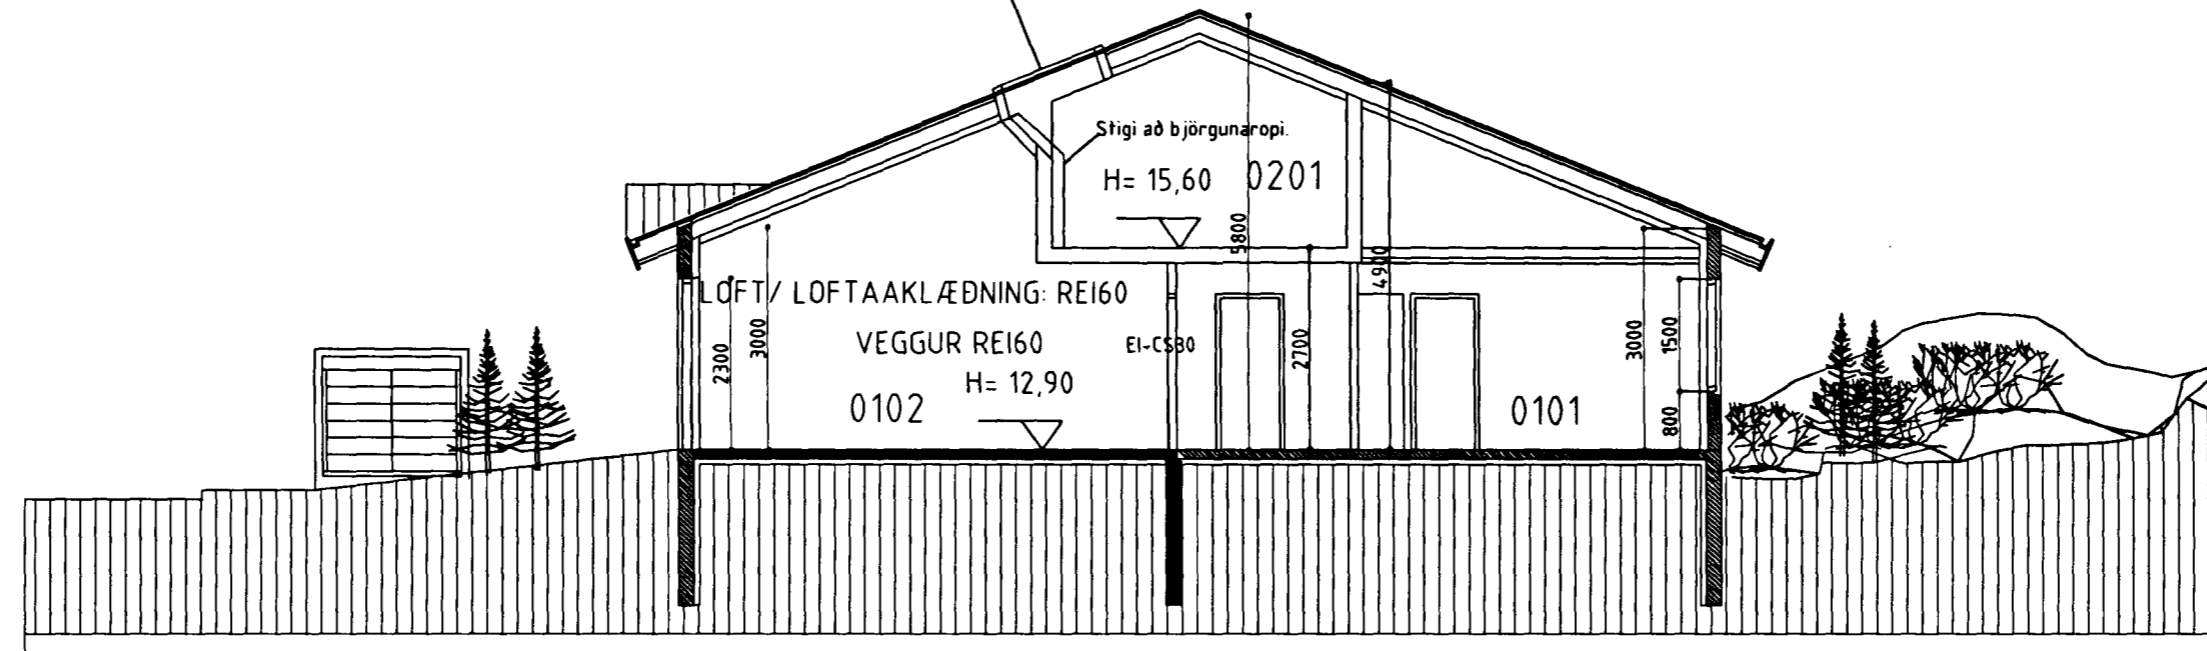 Stigi að björgunaropi.
H= 15,60 0201
5800
4900
LOFT/ LOFTAAKLÆÐNING: REI60
VEGGUR REI60
EI-CS30
H= 12,90
0102
2300
3000
2700
0101
3000
1500
800